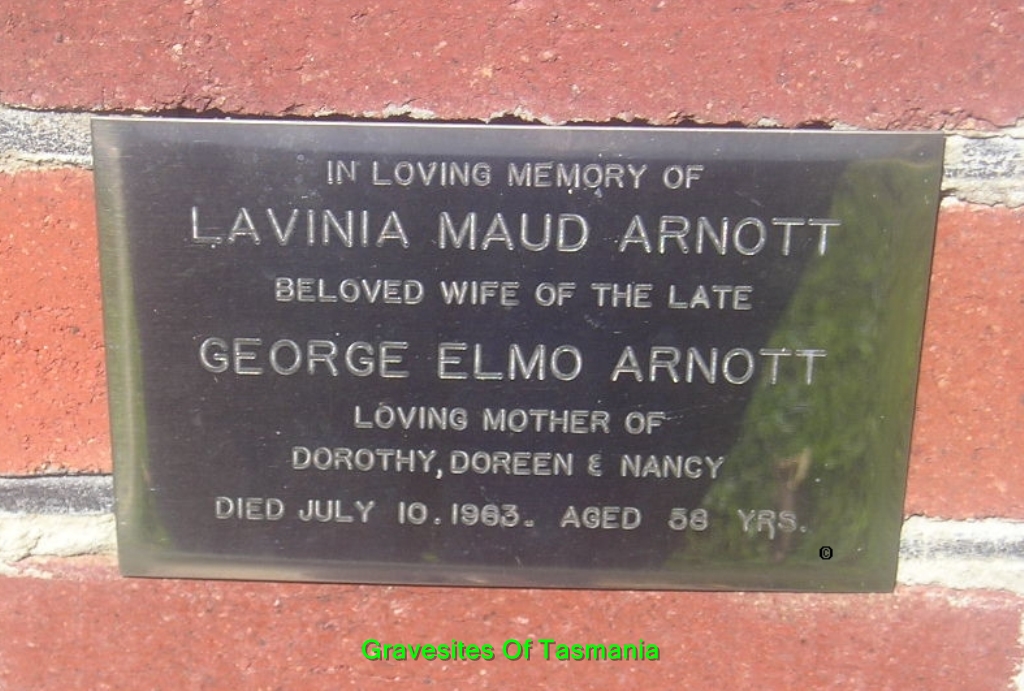 IN LOVING MEMORY OF
LAVINIA MAUD ARNOTT
BELOVED WIFE OF THE LATE
GEORGE ELMO ARNOTT
LOVING MOTHER OF
DOROTHY, DOREEN & NANCY
DIED JULY 10. 1963. AGED 58 YRS.
©
Gravesites Of Tasmania